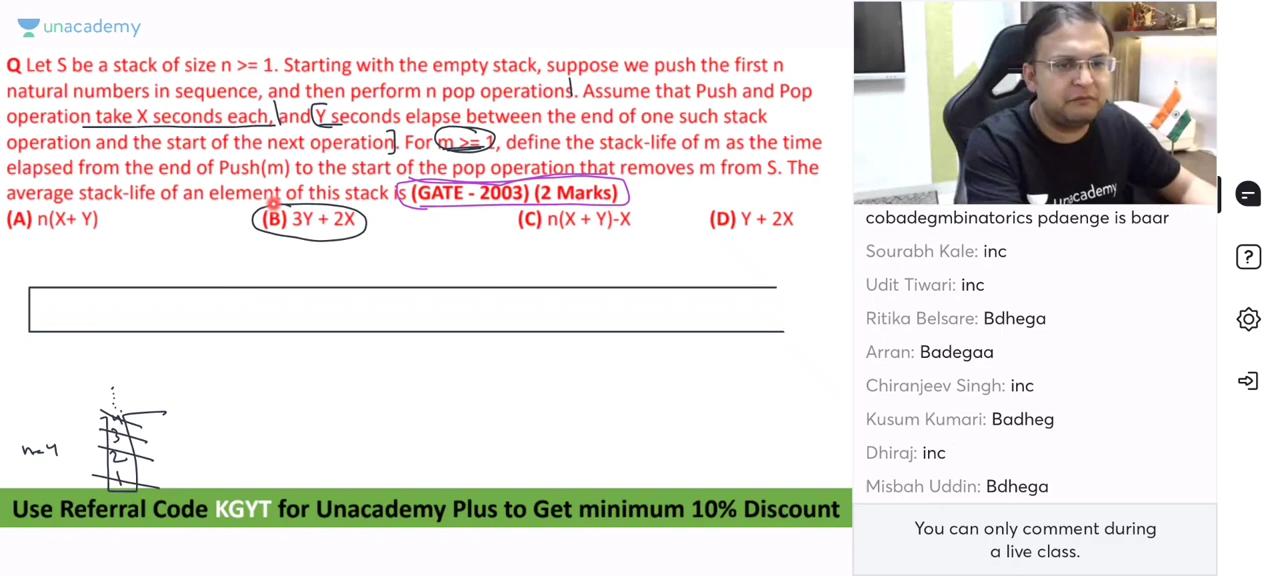 unacademy
Q Let S be a stack of size n >= 1. Starting with the empty stack, suppose we push the first n
natural numbers in sequence, and then perform n pop operations. Assume that Push and Pop
operation take X seconds each, and Y seconds elapse between the end of one such stack
operation and the start of the next operation. For m >= 1, define the stack-life of m as the time
elapsed from the end of Push(m) to the start of the pop operation that removes m from S. The
average stack-life of an element of this stack is (GATE - 2003) (2 Marks)
(A) n(X+ Y) (B) 3Y + 2X (C) n(X + Y)-X (D) Y + 2X
n=4
4
3
2
1
Use Referral Code KGYT for Unacademy Plus to Get minimum 10% Discount
unacademy
cobadegmbinatorics pdaenge is baar
Sourabh Kale: inc
Udit Tiwari: inc
Ritika Belsare: Bdhega
Arran: Badegaa
Chiranjeev Singh: inc
Kusum Kumari: Badheg
Dhiraj: inc
Misbah Uddin: Bdhega
You can only comment during
a live class.
?